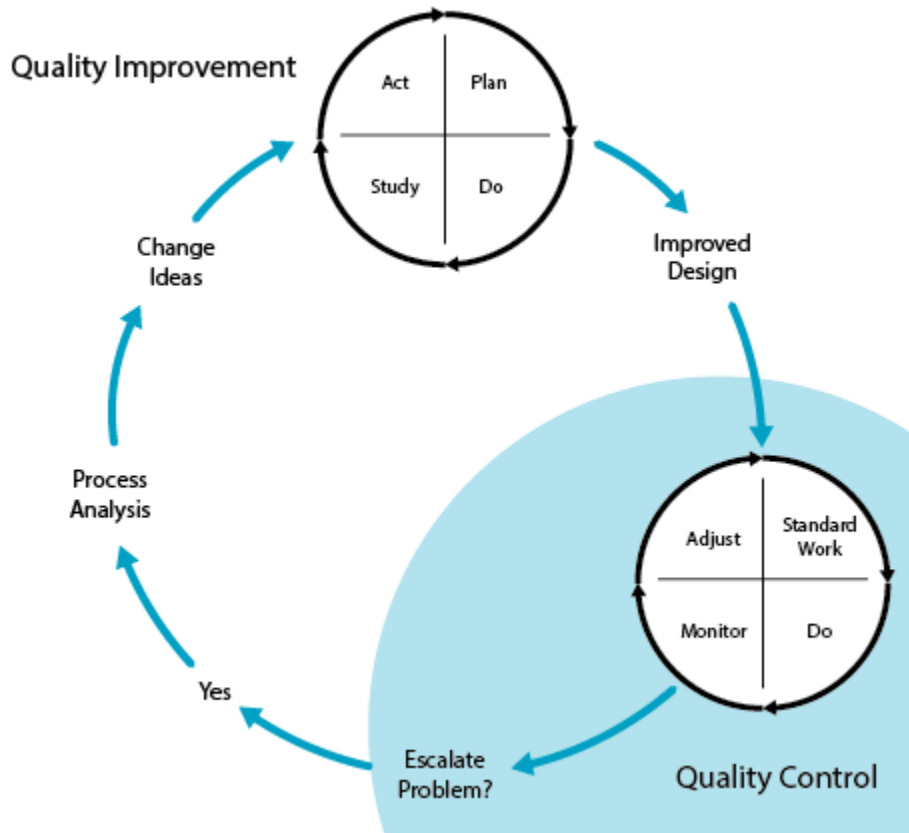 Quality Improvement
Act
Plan
Study
Do
Change
Ideas
Improved
Design
Process
Analysis
Adjust
Standard
Work
Monitor
Do
Yes
Escalate
Problem?
Quality Control